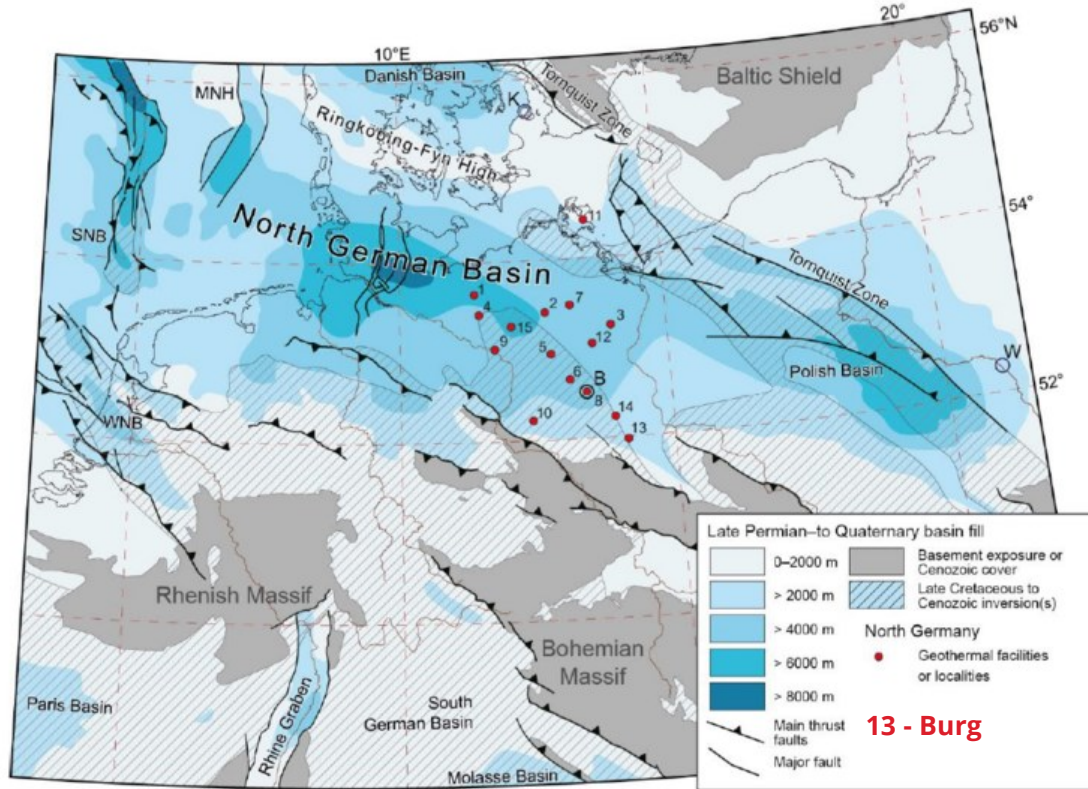 10°E
20°
56°N
Danish Basin
MNH
K
Tornquist Zone
Baltic Shield
Ringkobing-Fyn High
11
54°
SNB
North German Basin
Tornquist Zone
1
2
7
4
15
3
12
9
5
W
6
B
8
Polish Basin
52°
WNB
10
14
13
Rhenish Massif
Bohemian
Massif
Paris Basin
Rhine Graben
South
German Basin
Molasse Basin
Late Permian–to Quaternary basin fill
0–2000 m
> 2000 m
> 4000 m
> 6000 m
> 8000 m
Main thrust
faults
Major fault
Basement exposure or
Cenozoic cover
Late Cretaceous to
Cenozoic inversion(s)
North Germany
Geothermal facilities
or localities
13 - Burg